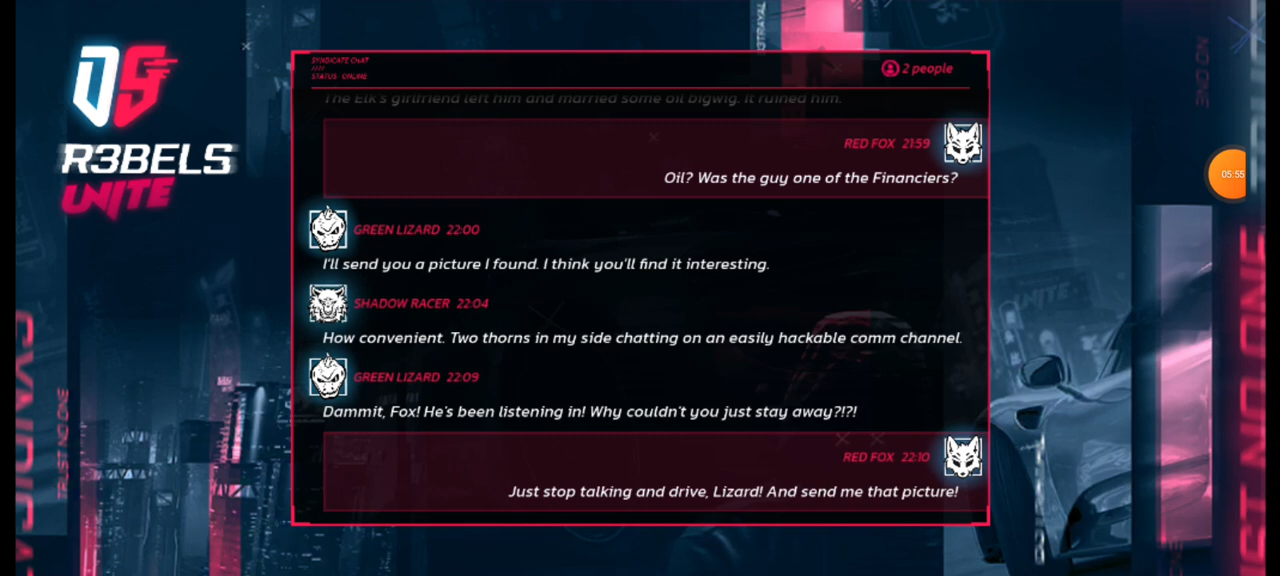 SYNDICATE CHAT
////
STATUS: ONLINE
2 people
DS
R3BELS
UNITE
The Elk's girlfriend left him and married some oil bigwig. It ruined him.
RED FOX 21:59
Oil? Was the guy one of the Financiers?
GREEN LIZARD 22:00
I'll send you a picture I found. I think you'll find it interesting.
SHADOW RACER 22:04
How convenient. Two thorns in my side chatting on an easily hackable comm channel.
GREEN LIZARD 22:09
Dammit, Fox! He's been listening in! Why couldn't you just stay away?!?!
RED FOX 22:10
Just stop talking and drive, Lizard! And send me that picture!
05:55
TRUST NO ONE
UNITE